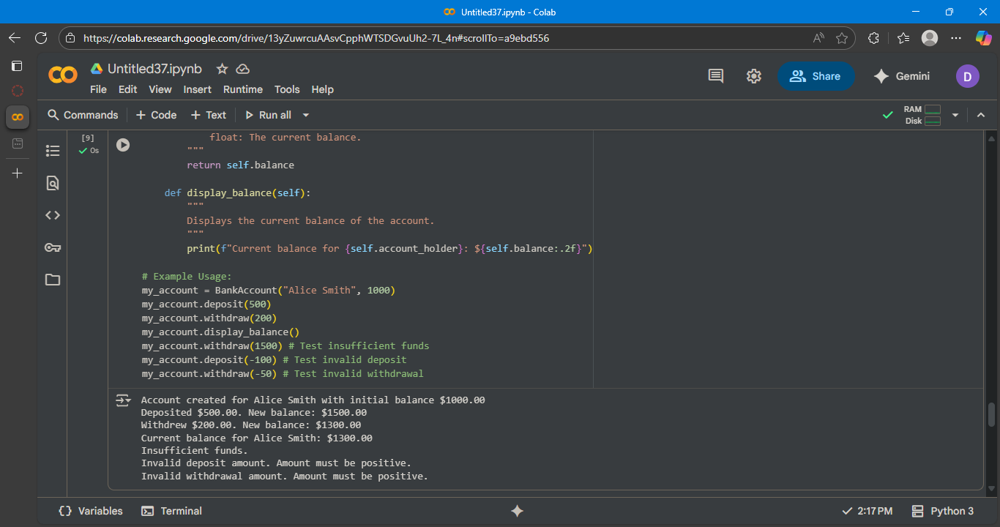 Untitled37.ipynb - Colab
https://colab.research.google.com/drive/13yZuwrcuAAsvCpphWTSDGvuUh2-7L_4n#scrollTo=a9ebd556
Untitled37.ipynb
File Edit View Insert Runtime Tools Help
Share
Gemini
D
Commands + Code + Text Run all
RAM
Disk
[9]
0s
float: The current balance.
"""
return self.balance
def display_balance(self):
"""
Displays the current balance of the account.
"""
print(f"Current balance for {self.account_holder}: ${self.balance:.2f}")
# Example Usage:
my_account = BankAccount("Alice Smith", 1000)
my_account.deposit(500)
my_account.withdraw(200)
my_account.display_balance()
my_account.withdraw(1500) # Test insufficient funds
my_account.deposit(-100) # Test invalid deposit
my_account.withdraw(-50) # Test invalid withdrawal
Account created for Alice Smith with initial balance $1000.00
Deposited $500.00. New balance: $1500.00
Withdrew $200.00. New balance: $1300.00
Current balance for Alice Smith: $1300.00
Insufficient funds.
Invalid deposit amount. Amount must be positive.
Invalid withdrawal amount. Amount must be positive.
{} Variables Terminal
2:17 PM Python 3